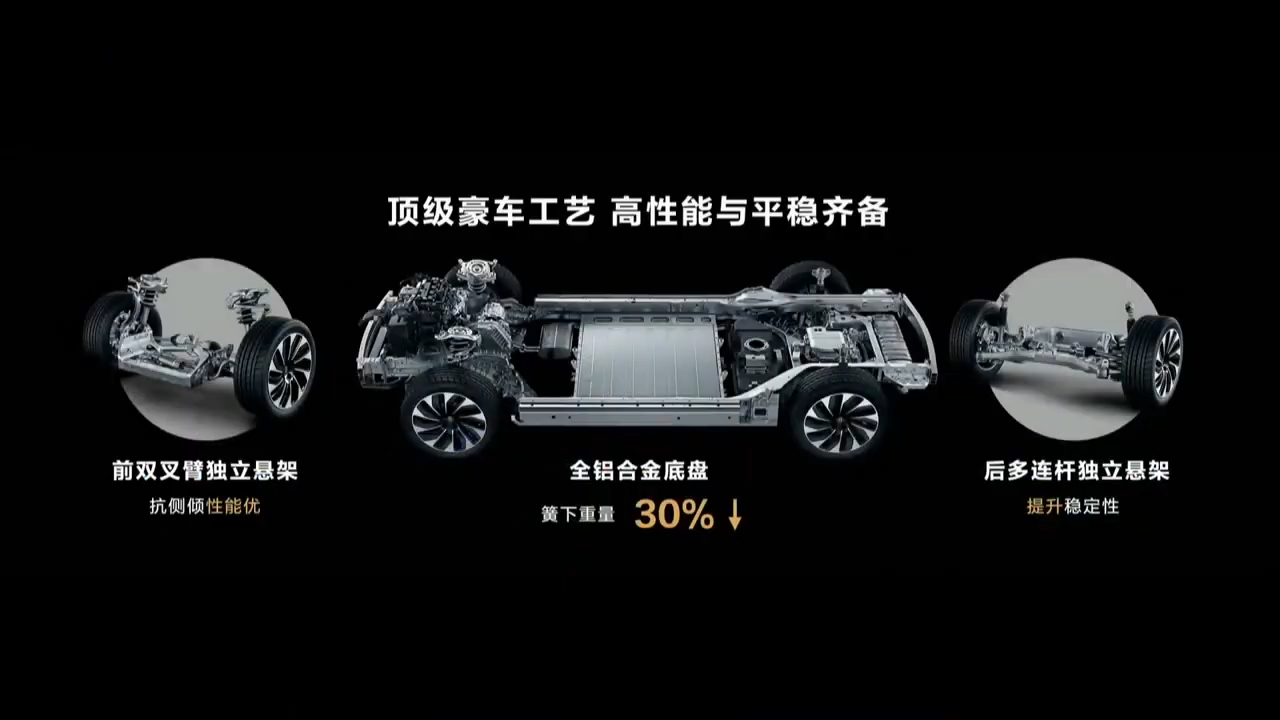 顶级豪车工艺 高性能与平稳齐备
前双叉臂独立悬架
抗侧倾性能优
全铝合金底盘
簧下重量 30%↓
后多连杆独立悬架
提升稳定性